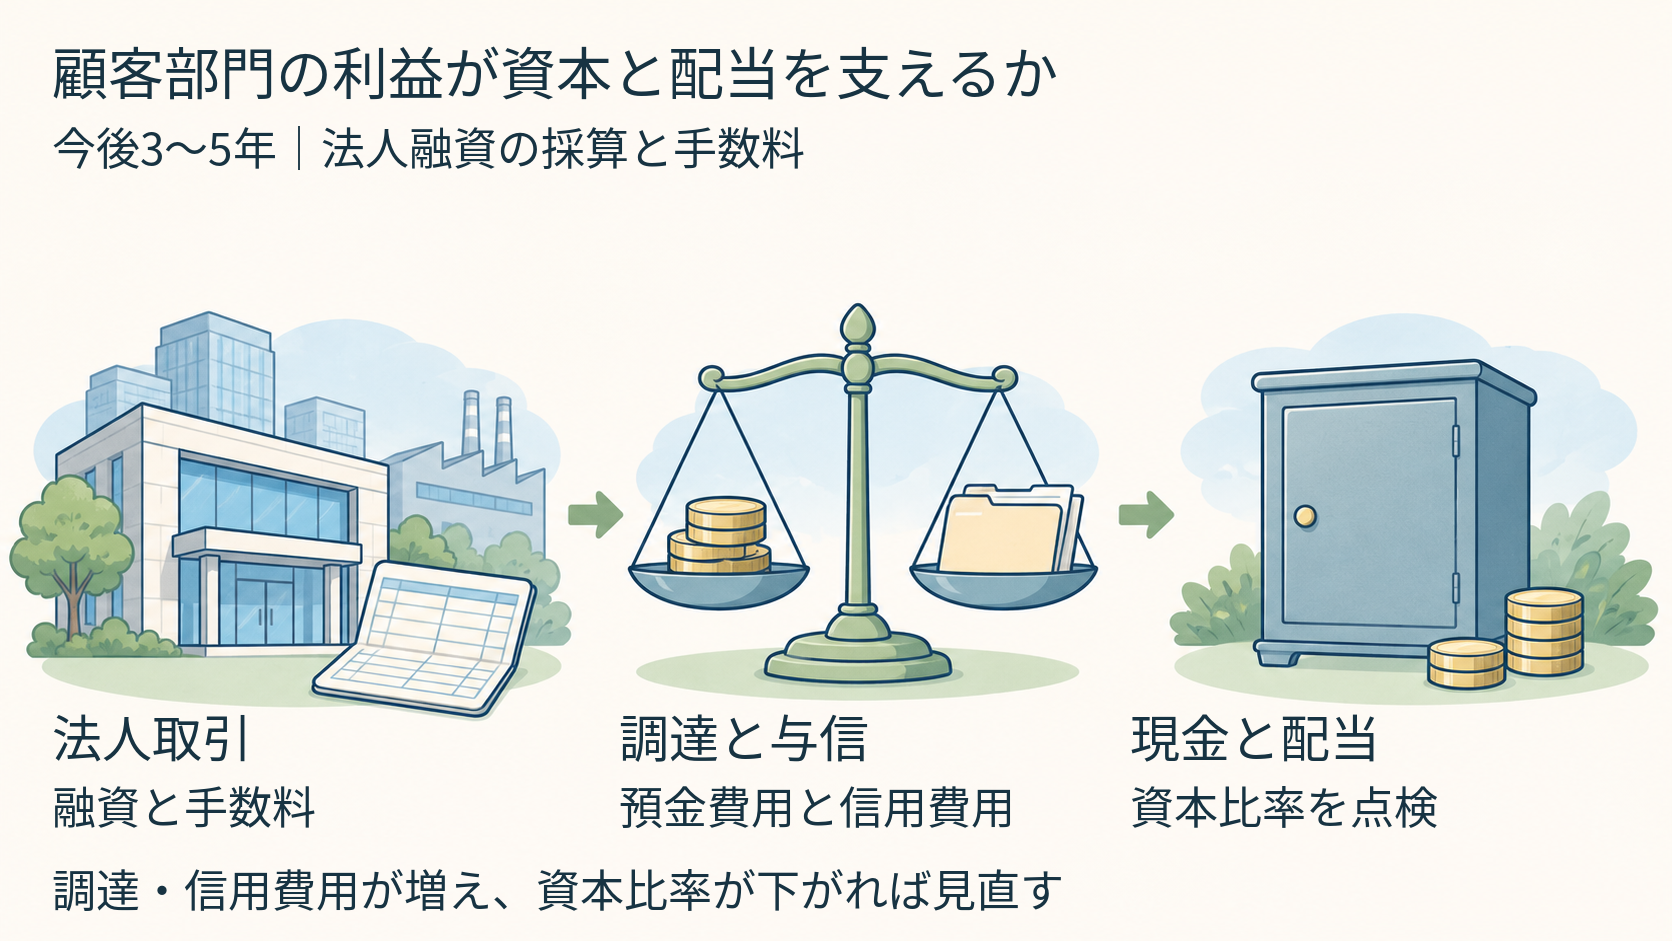 顧客部門の利益が資本と配当を支えるか
今後3～5年｜法人融資の採算と手数料
法人取引
融資と手数料
調達と与信
預金費用と信用費用
現金と配当
資本比率を点検
調達・信用費用が増え、資本比率が下がれば見直す